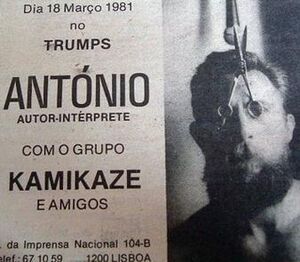 Dia 18 Março 1981
no
TRUMPS
ANTÓNIO
AUTOR-INTÉRPRETE
COM O GRUPO
KAMIKAZE
E AMIGOS
. da Imprensa Nacional 104-B
Telef.: 67 10 59 1200 LISBOA